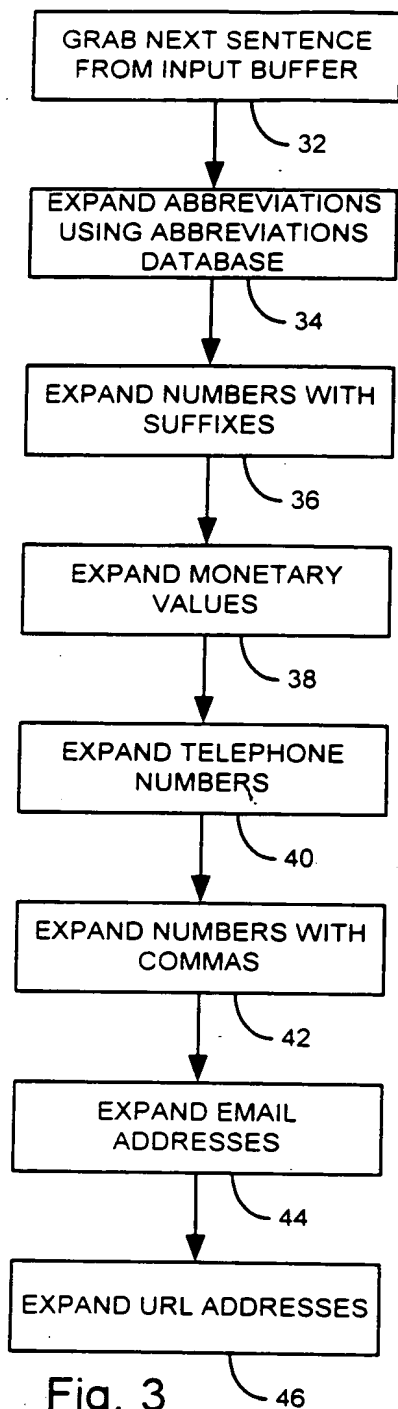 GRAB NEXT SENTENCE
FROM INPUT BUFFER
32
EXPAND ABBREVIATIONS
USING ABBREVIATIONS
DATABASE
34
EXPAND NUMBERS WITH
SUFFIXES
36
EXPAND MONETARY
VALUES
38
EXPAND TELEPHONE
NUMBERS
40
EXPAND NUMBERS WITH
COMMAS
42
EXPAND EMAIL
ADDRESSES
44
EXPAND URL ADDRESSES
46
Fig. 3